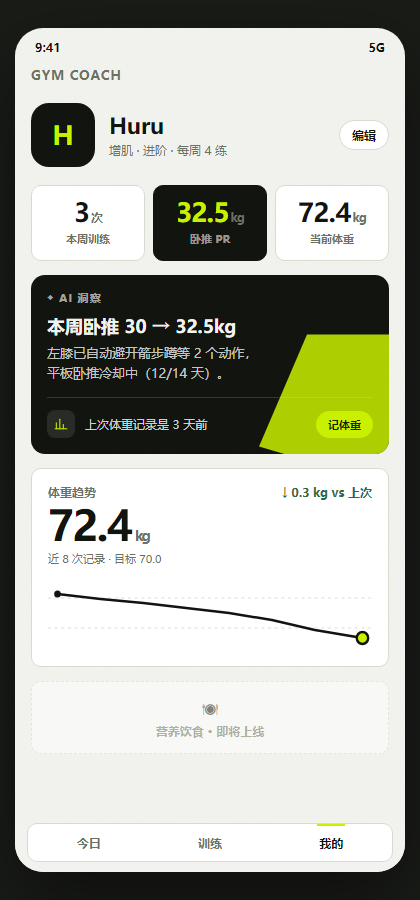 9:41 5G
GYM COACH
H
Huru
增肌 · 进阶 · 每周 4 练
编辑
3次
本周训练
32.5kg
卧推 PR
72.4kg
当前体重
✦ AI 洞察
本周卧推 30 → 32.5kg
左膝已自动避开箭步蹲等 2 个动作，
平板卧推冷却中（12/14 天）。
上次体重记录是 3 天前
记体重
体重趋势
↓ 0.3 kg vs 上次
72.4kg
近 8 次记录 · 目标 70.0
营养饮食 · 即将上线
今日
训练
我的